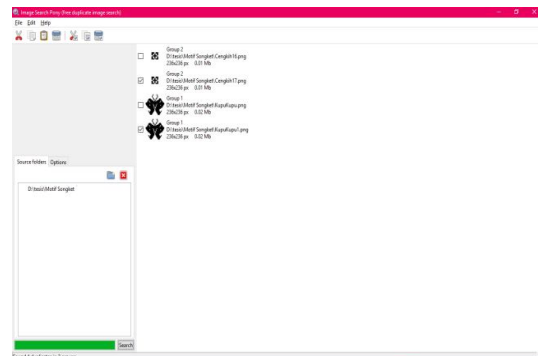 Image Search Pony (free duplicate image search)
File Edit Help
Group 2
D:\tesis\Motif Songket\Cengkih16.png
236x236 px 0.01 Mb
Group 2
D:\tesis\Motif Songket\Cengkih17.png
236x236 px 0.01 Mb
Group 1
D:\tesis\Motif Songket\KupuKupu.png
236x236 px 0.02 Mb
Group 1
D:\tesis\Motif Songket\KupuKupu1.png
236x236 px 0.02 Mb
Source folders Options
D:\tesis\Motif Songket
Search